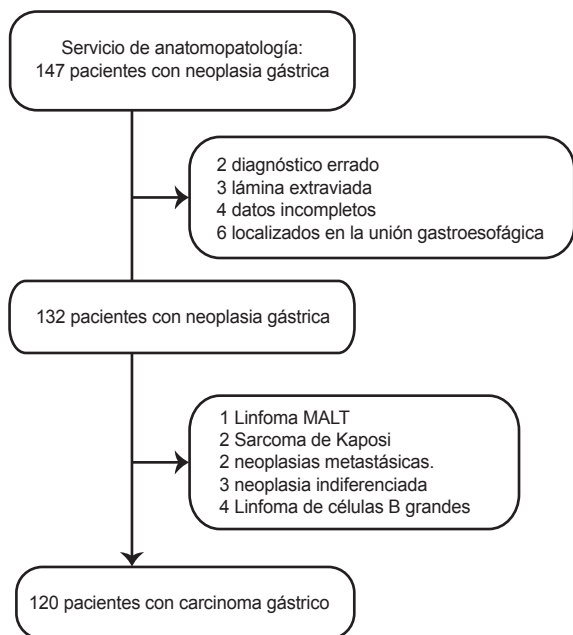 Servicio de anatomopatología:
147 pacientes con neoplasia gástrica
2 diagnóstico errado
3 lámina extraviada
4 datos incompletos
6 localizados en la unión gastroesofágica
132 pacientes con neoplasia gástrica
1 Linfoma MALT
2 Sarcoma de Kaposi
2 neoplasias metastásicas.
3 neoplasia indiferenciada
4 Linfoma de células B grandes
120 pacientes con carcinoma gástrico